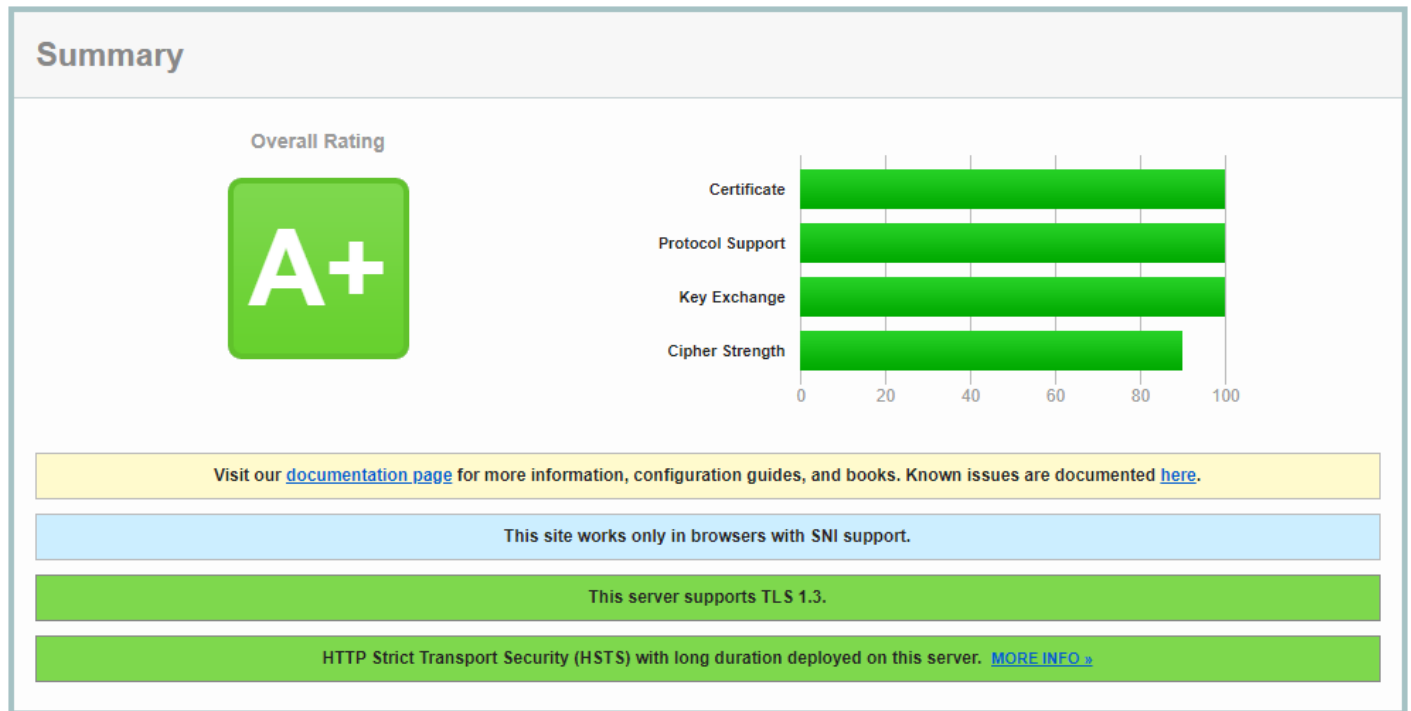 Summary
Overall Rating
A+
Certificate
Protocol Support
Key Exchange
Cipher Strength
0 20 40 60 80 100
Visit our documentation page for more information, configuration guides, and books. Known issues are documented here.
This site works only in browsers with SNI support.
This server supports TLS 1.3.
HTTP Strict Transport Security (HSTS) with long duration deployed on this server. MORE INFO »